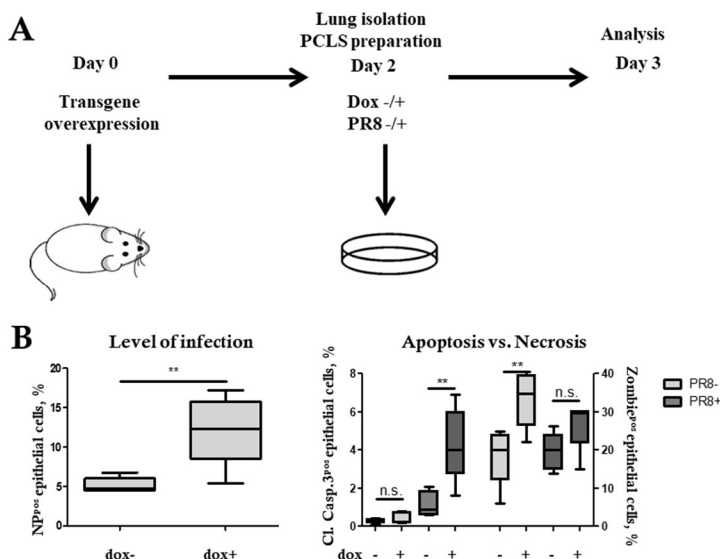 A
Day 0
Lung isolation
PCLS preparation
Day 2
Analysis
Day 3
Transgene
overexpression
Dox -/+
PR8 -/+
B
Level of infection
NPpos epithelial cells, %
20
15
10
5
0
**
dox-
dox+
Apoptosis vs. Necrosis
Cl. Casp.3pos epithelial cells, %
8
6
4
2
0
n.s.
**
**
n.s.
40
30
20
10
0
Zombiepos epithelial cells, %
dox - + - + - + - +
PR8-
PR8+